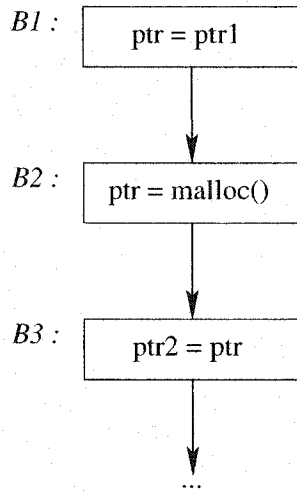 B1 :
ptr = ptr1
B2 :
ptr = malloc()
B3 :
ptr2 = ptr
...